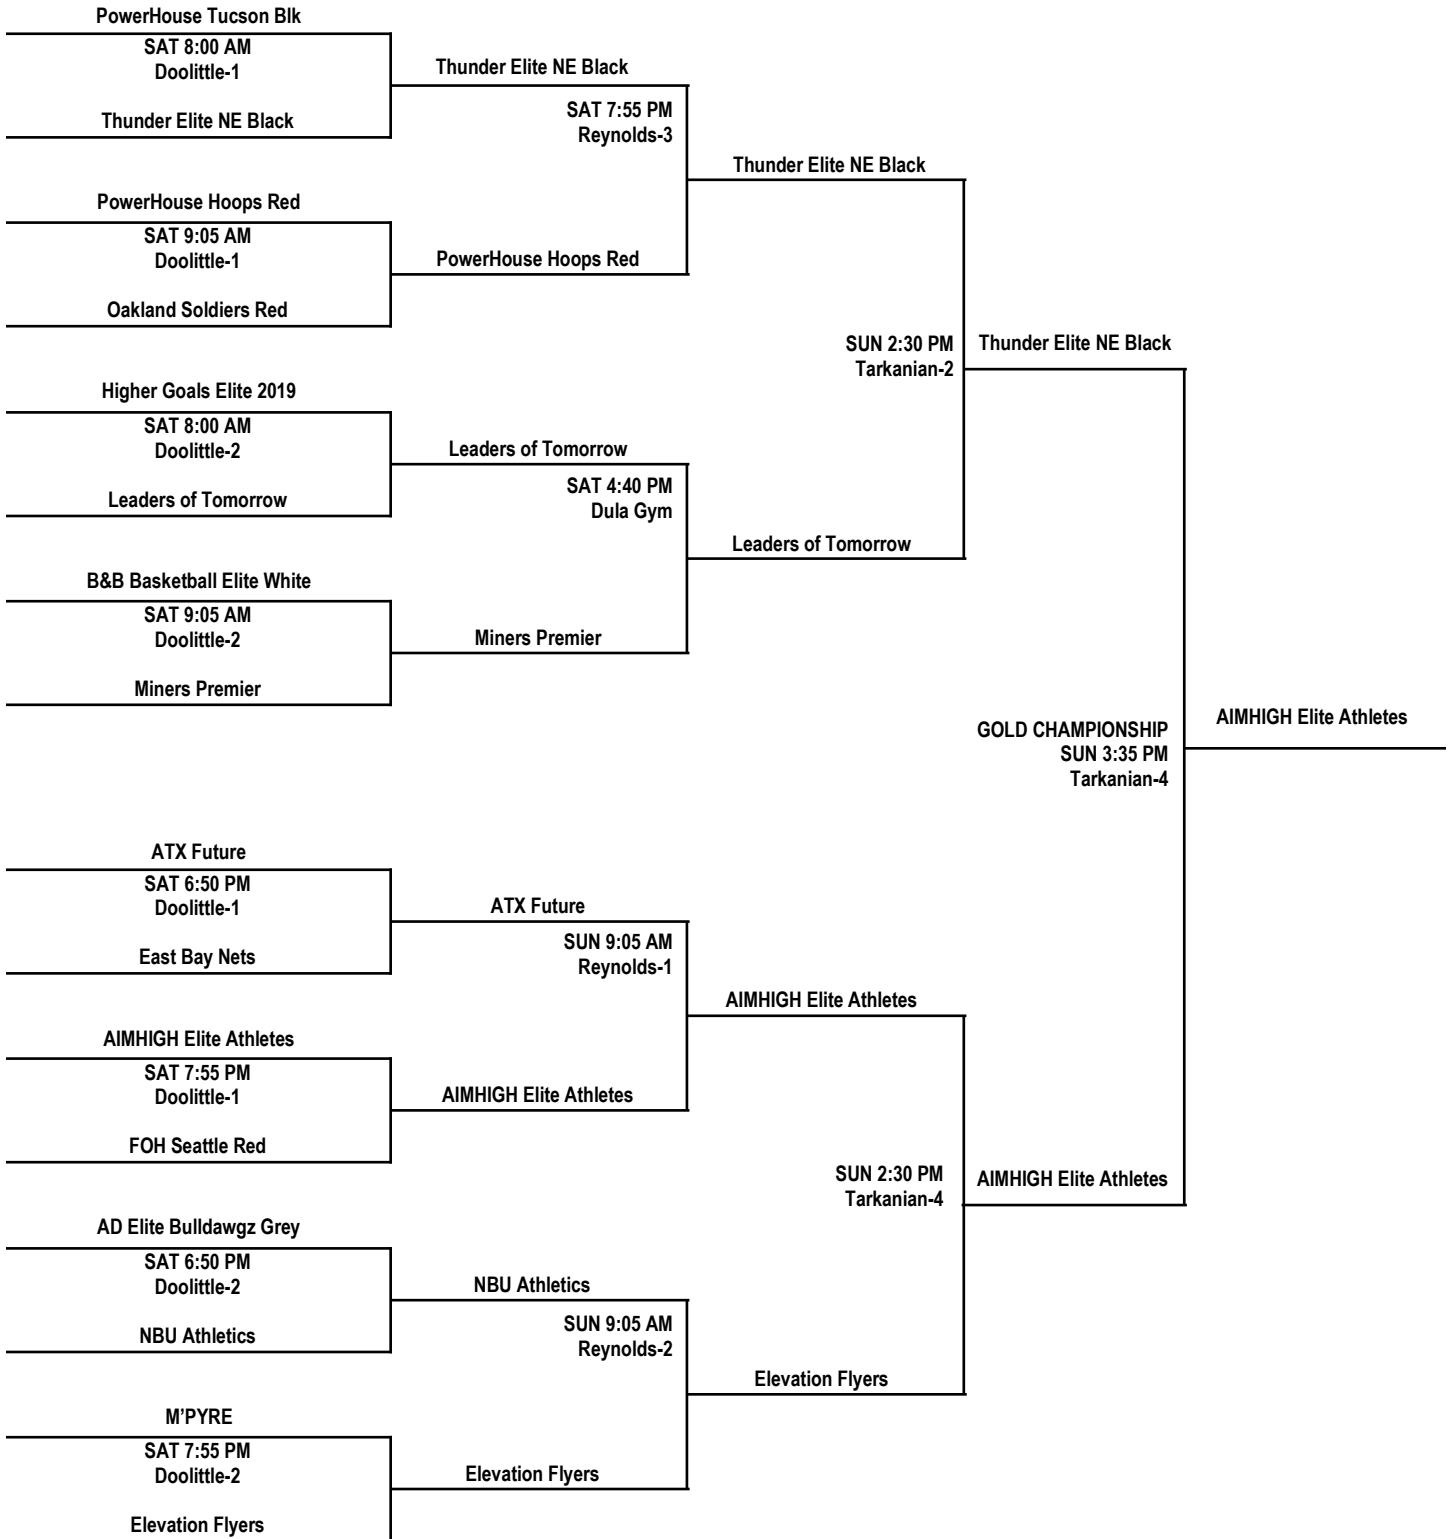 PowerHouse Tucson Blk
SAT 8:00 AM
Doolittle-1
Thunder Elite NE Black
PowerHouse Hoops Red
SAT 9:05 AM
Doolittle-1
Oakland Soldiers Red
Higher Goals Elite 2019
SAT 8:00 AM
Doolittle-2
Leaders of Tomorrow
B&B Basketball Elite White
SAT 9:05 AM
Doolittle-2
Miners Premier
ATX Future
SAT 6:50 PM
Doolittle-1
East Bay Nets
AIMHIGH Elite Athletes
SAT 7:55 PM
Doolittle-1
FOH Seattle Red
AD Elite Bulldawgz Grey
SAT 6:50 PM
Doolittle-2
NBU Athletics
M'PYRE
SAT 7:55 PM
Doolittle-2
Elevation Flyers
Thunder Elite NE Black
SAT 7:55 PM
Reynolds-3
PowerHouse Hoops Red
Leaders of Tomorrow
SAT 4:40 PM
Dula Gym
Miners Premier
ATX Future
SUN 9:05 AM
Reynolds-1
AIMHIGH Elite Athletes
NBU Athletics
SUN 9:05 AM
Reynolds-2
Elevation Flyers
Thunder Elite NE Black
SUN 2:30 PM
Tarkanian-2
Leaders of Tomorrow
AIMHIGH Elite Athletes
SUN 2:30 PM
Tarkanian-4
Elevation Flyers
Thunder Elite NE Black
GOLD CHAMPIONSHIP
SUN 3:35 PM
Tarkanian-4
AIMHIGH Elite Athletes
AIMHIGH Elite Athletes